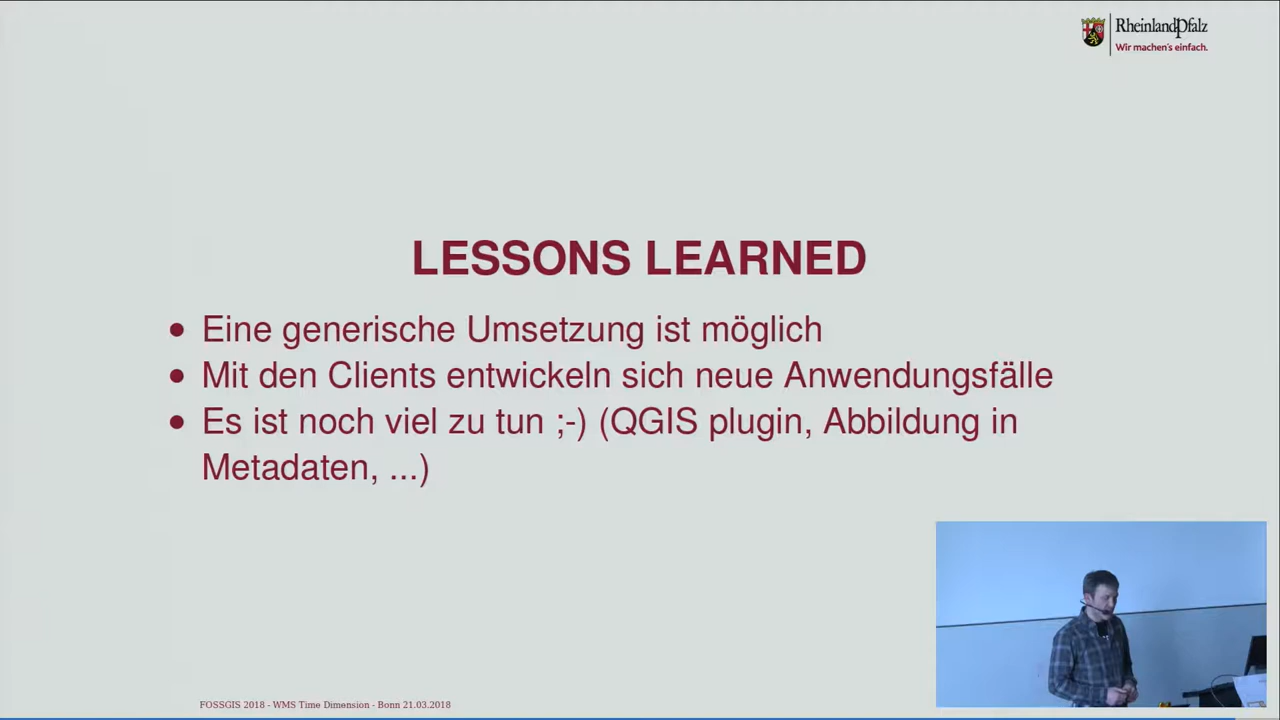 RheinlandPfalz
Wir machen's einfach.
LESSONS LEARNED
● Eine generische Umsetzung ist möglich
● Mit den Clients entwickeln sich neue Anwendungsfälle
● Es ist noch viel zu tun ;-) (QGIS plugin, Abbildung in
Metadaten, ...)
FOSSGIS 2018 - WMS Time Dimension - Bonn 21.03.2018